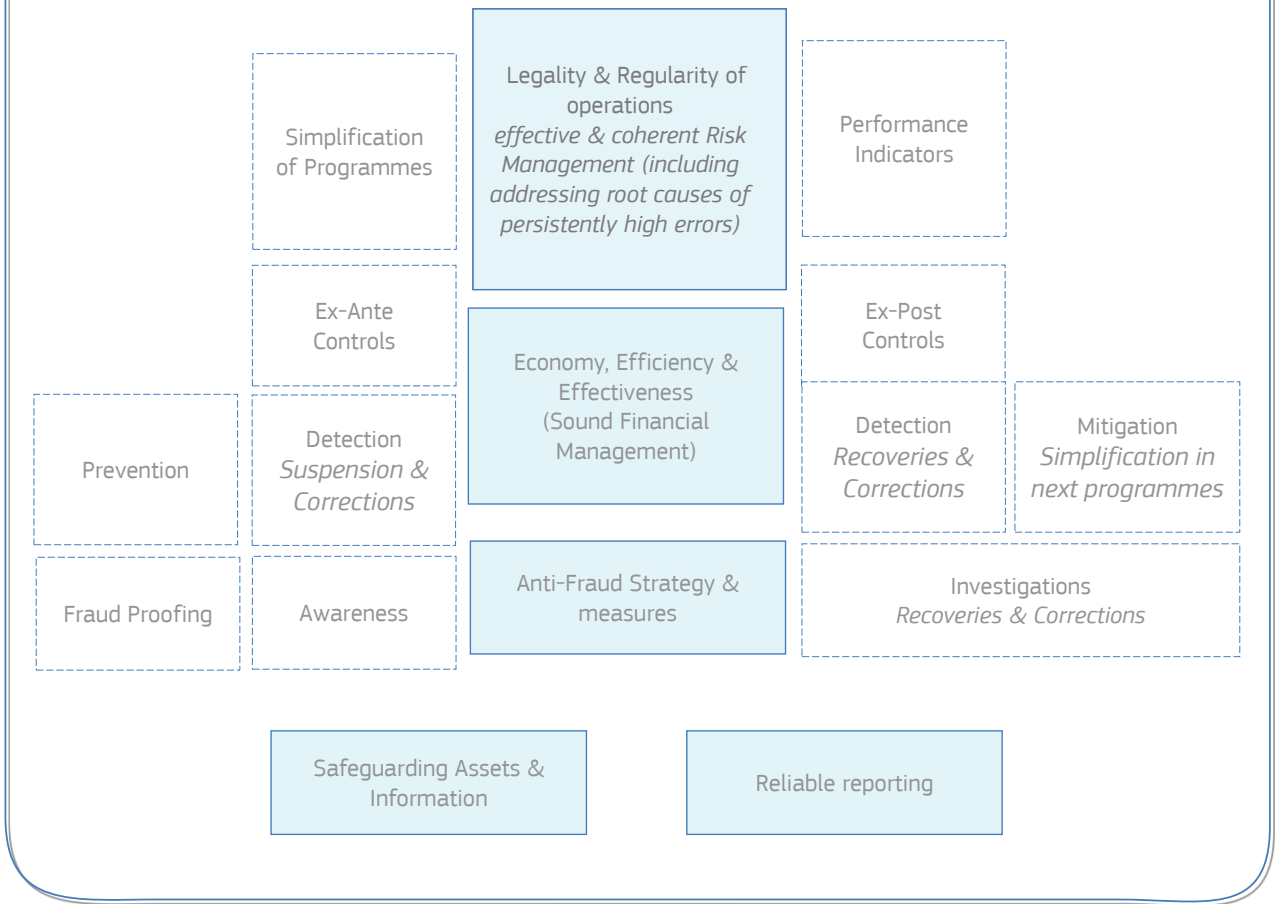 Simplification
of Programmes
Legality & Regularity of
operations
effective & coherent Risk
Management (including
addressing root causes of
persistently high errors)
Performance
Indicators
Ex-Ante
Controls
Economy, Efficiency &
Effectiveness
(Sound Financial
Management)
Ex-Post
Controls
Prevention
Detection
Suspension &
Corrections
Detection
Recoveries &
Corrections
Mitigation
Simplification in
next programmes
Fraud Proofing
Awareness
Anti-Fraud Strategy &
measures
Investigations
Recoveries & Corrections
Safeguarding Assets &
Information
Reliable reporting